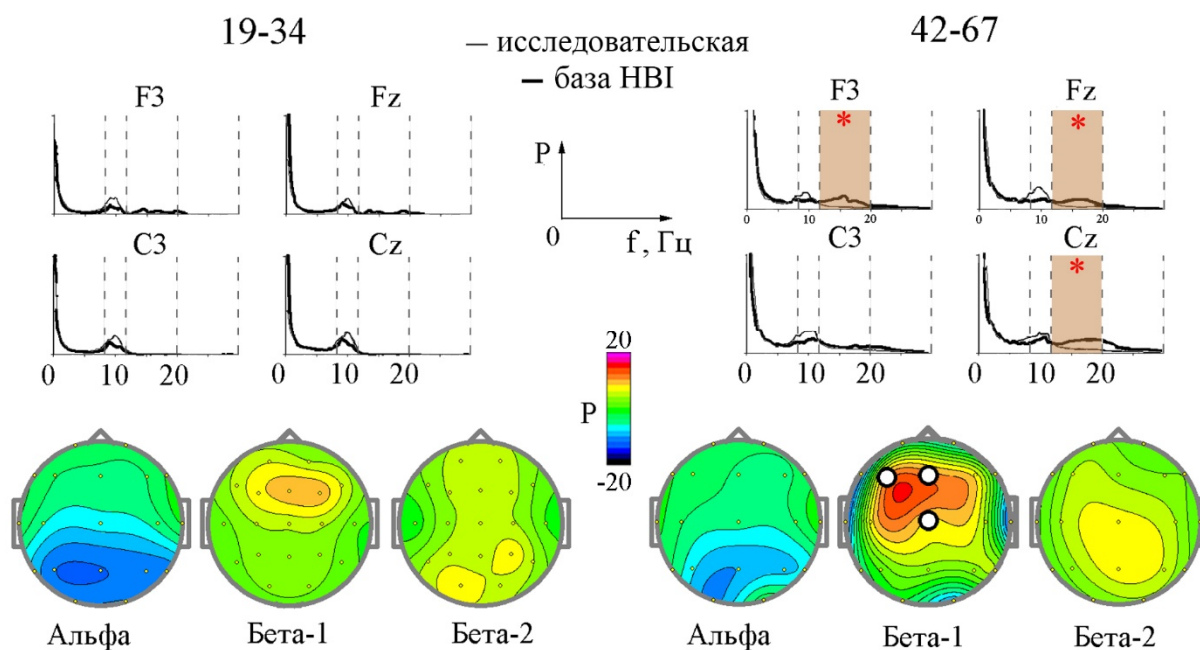 19-34
— исследовательская
— база HBI
42-67
F3
Fz
C3
Cz
0 10 20
0 10 20
P
0
f, Гц
F3
*
Fz
*
0 10 20
0 10 20
C3
Cz
*
0 10 20
0 10 20
20
P
-20
Альфа
Бета-1
Бета-2
Альфа
Бета-1
Бета-2